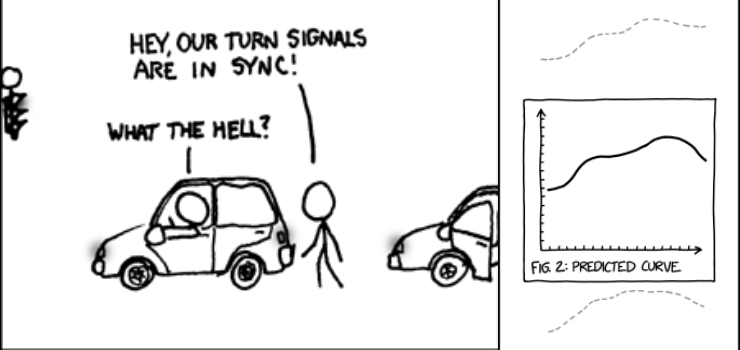 HEY, OUR TURN SIGNALS
ARE IN SYNC!
WHAT THE HELL?
FIG. 2: PREDICTED CURVE